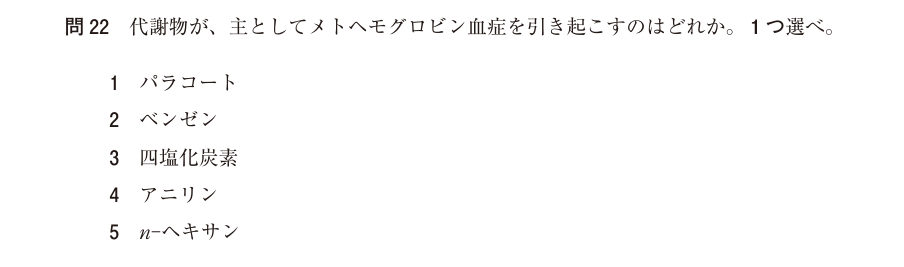 問 22 代謝物が、主としてメトヘモグロビン血症を引き起こすのはどれか。1つ選べ。
1 パラコート
2 ベンゼン
3 四塩化炭素
4 アニリン
5 n-ヘキサン